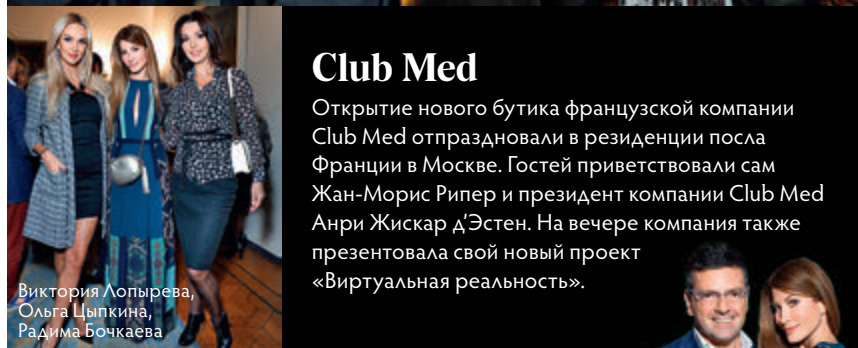 Club Med
Открытие нового бутика французской компании
Club Med отпраздновали в резиденции посла
Франции в Москве. Гостей приветствовали сам
Жан-Морис Рипер и президент компании Club Med
Анри Жискар д’Эстен. На вечере компания также
презентовала свой новый проект
«Виртуальная реальность».
Виктория Лопырева,
Ольга Цыпкина,
Радима Бочкаева